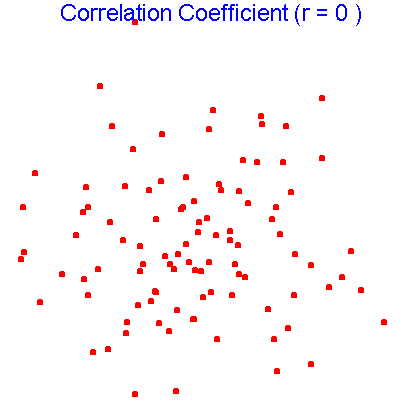 Correlation Coefficient (r = 0 )